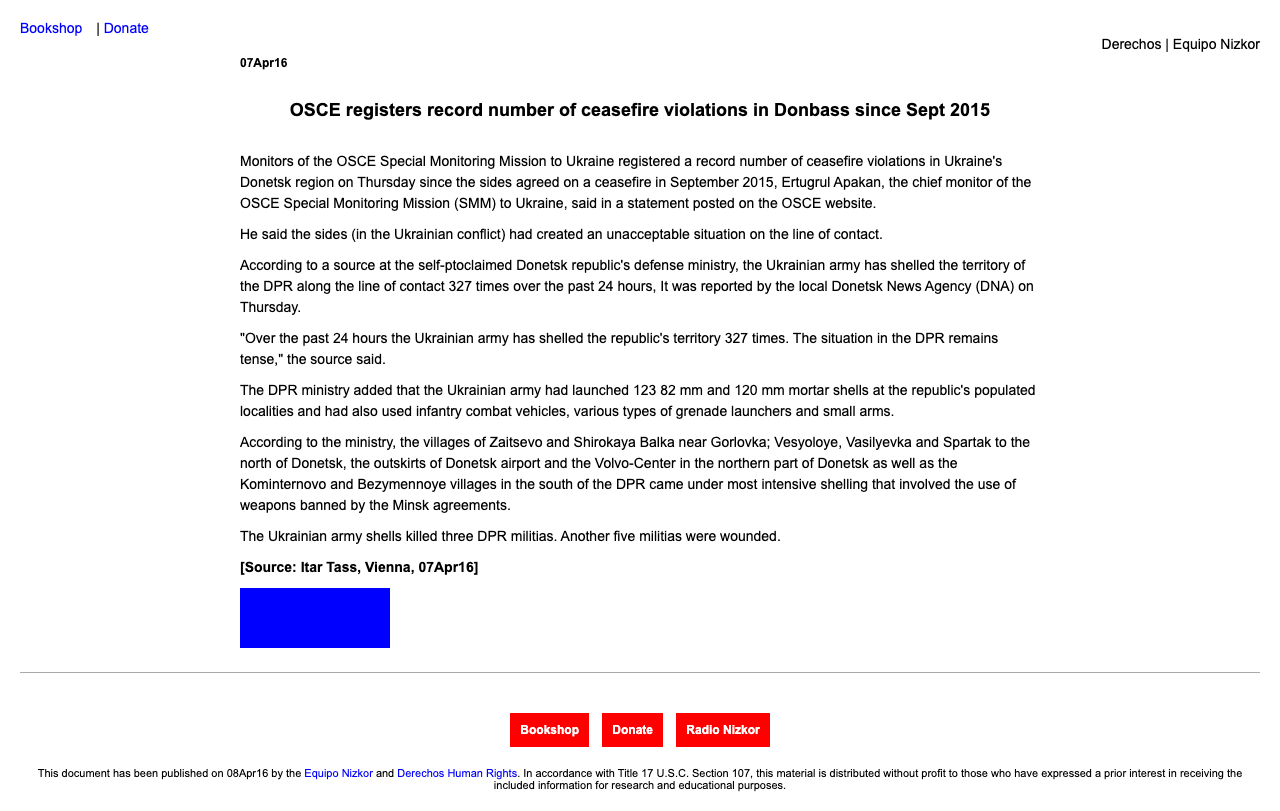 Bookshop | Donate
Derechos | Equipo Nizkor
07Apr16
OSCE registers record number of ceasefire violations in Donbass since Sept 2015
Monitors of the OSCE Special Monitoring Mission to Ukraine registered a record number of ceasefire violations in Ukraine's
Donetsk region on Thursday since the sides agreed on a ceasefire in September 2015, Ertugrul Apakan, the chief monitor of the
OSCE Special Monitoring Mission (SMM) to Ukraine, said in a statement posted on the OSCE website.
He said the sides (in the Ukrainian conflict) had created an unacceptable situation on the line of contact.
According to a source at the self-ptoclaimed Donetsk republic's defense ministry, the Ukrainian army has shelled the territory of
the DPR along the line of contact 327 times over the past 24 hours, It was reported by the local Donetsk News Agency (DNA) on
Thursday.
"Over the past 24 hours the Ukrainian army has shelled the republic's territory 327 times. The situation in the DPR remains
tense," the source said.
The DPR ministry added that the Ukrainian army had launched 123 82 mm and 120 mm mortar shells at the republic's populated
localities and had also used infantry combat vehicles, various types of grenade launchers and small arms.
According to the ministry, the villages of Zaitsevo and Shirokaya Balka near Gorlovka; Vesyoloye, Vasilyevka and Spartak to the
north of Donetsk, the outskirts of Donetsk airport and the Volvo-Center in the northern part of Donetsk as well as the
Kominternovo and Bezymennoye villages in the south of the DPR came under most intensive shelling that involved the use of
weapons banned by the Minsk agreements.
The Ukrainian army shells killed three DPR militias. Another five militias were wounded.
[Source: Itar Tass, Vienna, 07Apr16]
Bookshop Donate Radio Nizkor
This document has been published on 08Apr16 by the Equipo Nizkor and Derechos Human Rights. In accordance with Title 17 U.S.C. Section 107, this material is distributed without profit to those who have expressed a prior interest in receiving the
included information for research and educational purposes.